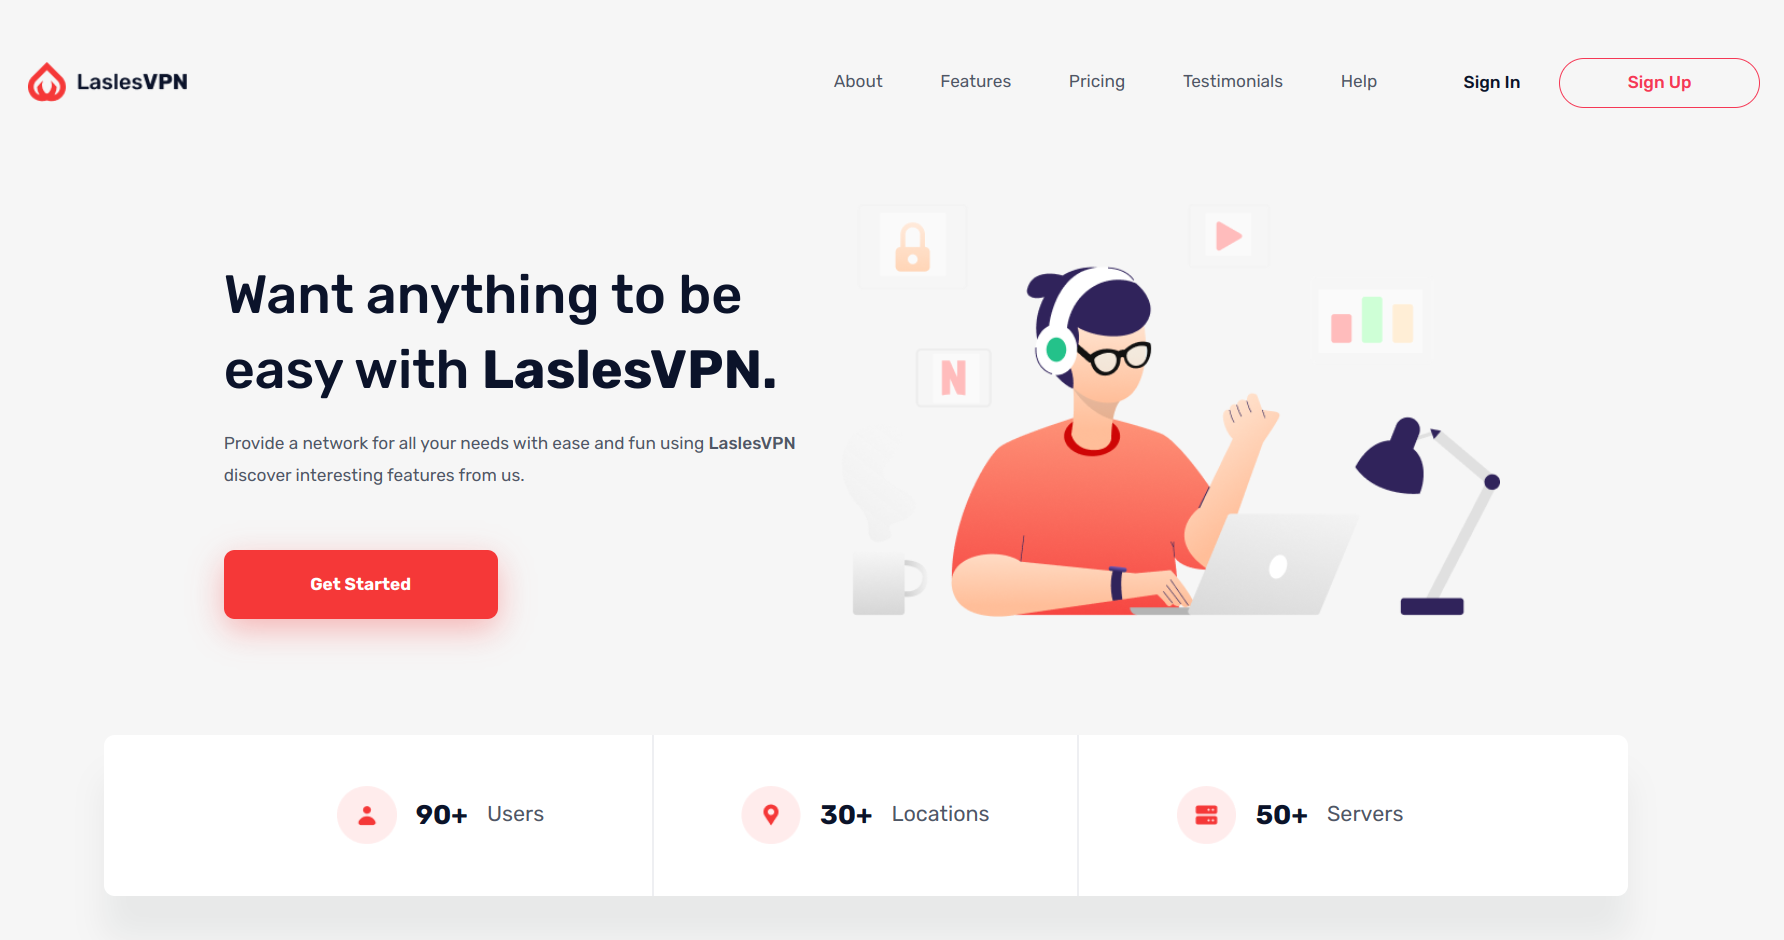 LaslesVPN
About Features Pricing Testimonials Help Sign In Sign Up
Want anything to be
easy with LaslesVPN.
Provide a network for all your needs with ease and fun using LaslesVPN
discover interesting features from us.
N
Get Started
90+ Users
30+ Locations
50+ Servers